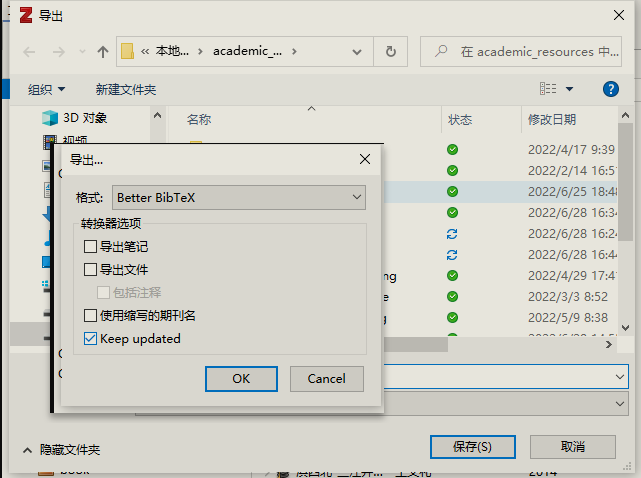 导出
« 本地... › academic_... ›
在 academic_resources 中...
组织 新建文件夹
名称 状态 修改日期
3D 对象
视频
2022/4/17 9:39
2022/2/14 16:51
2022/6/25 18:48
2022/6/28 16:34
2022/6/28 16:24
2022/6/28 16:44
2022/4/29 17:41
2022/3/3 8:52
2022/5/9 8:38
导出...
格式: Better BibTeX
转换器选项
导出笔记
导出文件
包括注释
使用缩写的期刊名
Keep updated
OK Cancel
隐藏文件夹 保存(S) 取消
book 2014